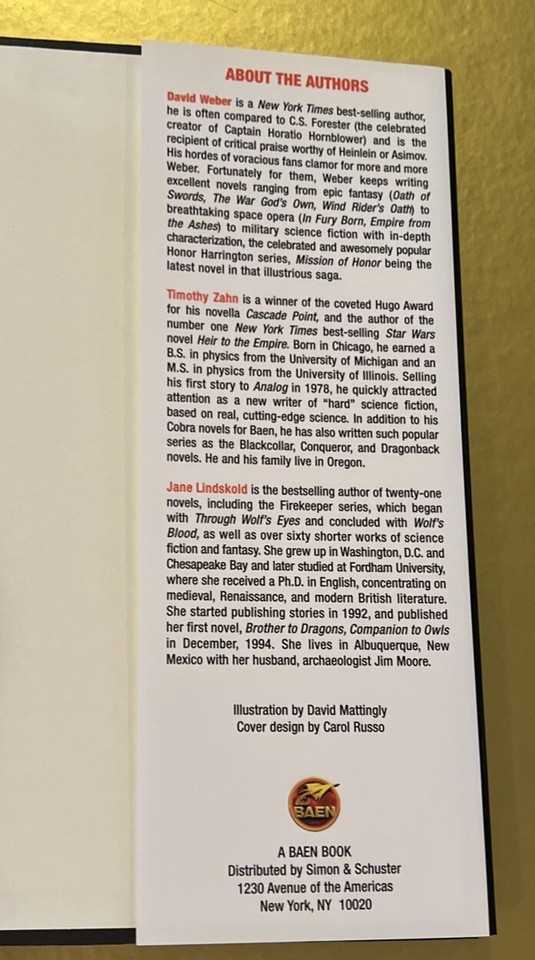 ABOUT THE AUTHORS
David Weber is a New York Times best-selling author,
he is often compared to C.S. Forester (the celebrated
creator of Captain Horatio Hornblower) and is the
recipient of critical praise worthy of Heinlein or Asimov.
His hordes of voracious fans clamor for more and more
Weber. Fortunately for them, Weber keeps writing
excellent novels ranging from epic fantasy (Oath of
Swords, The War God's Own, Wind Rider's Oath) to
breathtaking space opera (In Fury Born, Empire from
the Ashes) to military science fiction with in-depth
characterization, the celebrated and awesomely popular
Honor Harrington series, Mission of Honor being the
latest novel in that illustrious saga.
Timothy Zahn is a winner of the coveted Hugo Award
for his novella Cascade Point, and the author of the
number one New York Times best-selling Star Wars
novel Heir to the Empire. Born in Chicago, he earned a
B.S. in physics from the University of Michigan and an
M.S. in physics from the University of Illinois. Selling
his first story to Analog in 1978, he quickly attracted
attention as a new writer of "hard" science fiction,
based on real, cutting-edge science. In addition to his
Cobra novels for Baen, he has also written such popular
series as the Blackcollar, Conqueror, and Dragonback
novels. He and his family live in Oregon.
Jane Lindskold is the bestselling author of twenty-one
novels, including the Firekeeper series, which began
with Through Wolf's Eyes and concluded with Wolf's
Blood, as well as over sixty shorter works of science
fiction and fantasy. She grew up in Washington, D.C. and
Chesapeake Bay and later studied at Fordham University,
where she received a Ph.D. in English, concentrating on
medieval, Renaissance, and modern British literature.
She started publishing stories in 1992, and published
her first novel, Brother to Dragons, Companion to Owls
in December, 1994. She lives in Albuquerque, New
Mexico with her husband, archaeologist Jim Moore.
Illustration by David Mattingly
Cover design by Carol Russo
BAEN
A BAEN BOOK
Distributed by Simon & Schuster
1230 Avenue of the Americas
New York, NY 10020